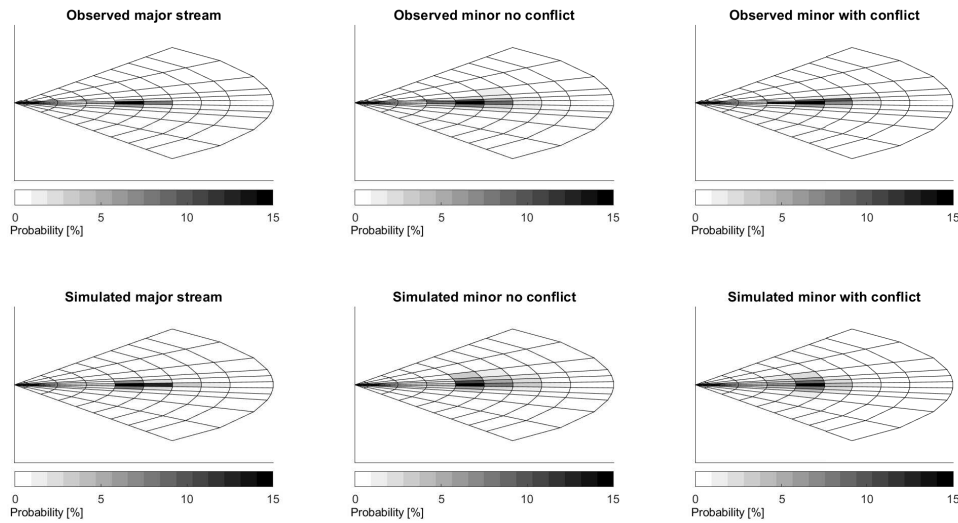 Observed major stream
Observed minor no conflict
Observed minor with conflict
0 5 10 15
Probability [%]
0 5 10 15
Probability [%]
0 5 10 15
Probability [%]
Simulated major stream
Simulated minor no conflict
Simulated minor with conflict
0 5 10 15
Probability [%]
0 5 10 15
Probability [%]
0 5 10 15
Probability [%]